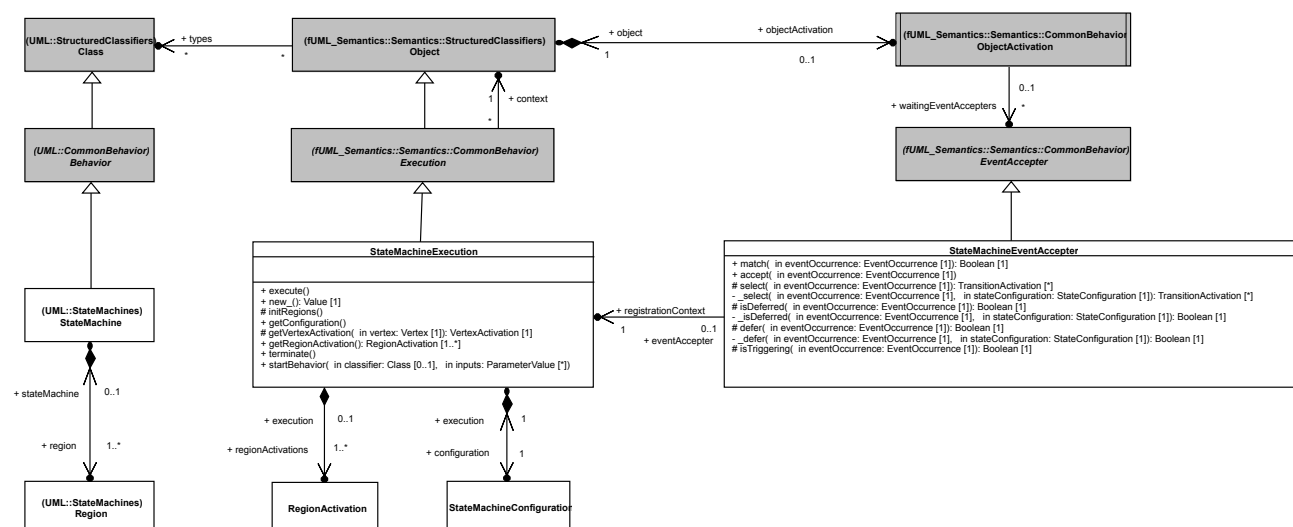 (UML::StructuredClassifiers)
Class
+ types
*
*
(fUML_Semantics::Semantics::StructuredClassifiers)
Object
+ object
1
objectActivation
0..1
(fUML_Semantics::Semantics::CommonBehavior
ObjectActivation
1
+ context
*
0..1
+ waitingEventAccepters
*
(UML::CommonBehavior)
Behavior
(fUML_Semantics::Semantics::CommonBehavior)
Execution
(fUML_Semantics::Semantics::CommonBehavior)
EventAccepter
StateMachineExecution
+ execute()
+ new_(): Value [1]
# initRegions()
+ getConfiguration()
# getVertexActivation( in vertex: Vertex [1]): VertexActivation [1]
+ getRegionActivation(): RegionActivation [1..*]
+ terminate()
+ startBehavior( in classifier: Class [0..1], in inputs: ParameterValue [*])
StateMachineEventAccepter
+ match( in eventOccurrence: EventOccurrence [1]): Boolean [1]
+ accept( in eventOccurrence: EventOccurrence [1])
# select( in eventOccurrence: EventOccurrence [1]): TransitionActivation [*]
- _select( in eventOccurrence: EventOccurrence [1], in stateConfiguration: StateConfiguration [1]): TransitionActivation [*]
# isDeferred( in eventOccurrence: EventOccurrence [1]): Boolean [1]
- _isDeferred( in eventOccurrence: EventOccurrence [1], in stateConfiguration: StateConfiguration [1]): Boolean [1]
# defer( in eventOccurrence: EventOccurrence [1]): Boolean [1]
- _defer( in eventOccurrence: EventOccurrence [1], in stateConfiguration: StateConfiguration [1]): Boolean [1]
# isTriggering( in eventOccurrence: EventOccurrence [1]): Boolean [1]
+ registrationContext
1
0..1
+ eventAccepter
(UML::StateMachines)
StateMachine
+ stateMachine
0..1
+ region
1..*
+ execution
0..1
+ regionActivations
1..*
+ execution
1
+ configuration
1
(UML::StateMachines)
Region
RegionActivation
StateMachineConfiguration